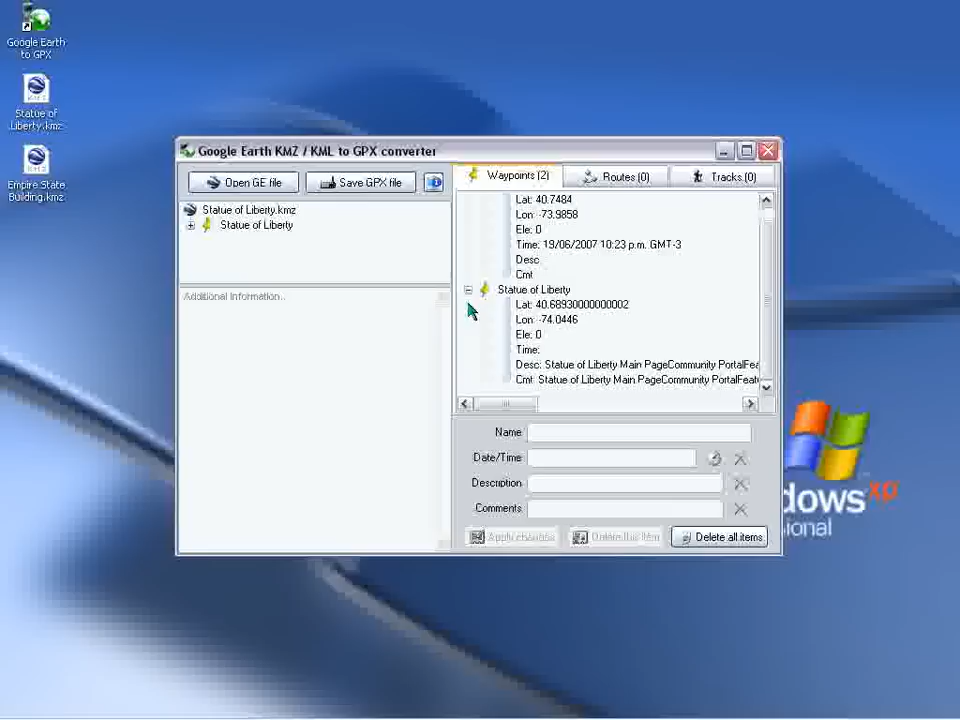 Google Earth
to GPX
KMZ
Statue of
Liberty.kmz
KMZ
Empire State
Building.kmz
Google Earth KMZ / KML to GPX converter
Open GE file
Save GPX file
Statue of Liberty.kmz
Statue of Liberty
Additional Information..
Waypoints (2)
Routes (0)
Tracks (0)
Lat: 40.7484
Lon: -73.9858
Ele: 0
Time: 19/06/2007 10:23 p.m. GMT-3
Desc
Cmt
Statue of Liberty
Lat: 40.68930000000002
Lon: -74.0446
Ele: 0
Time:
Desc: Statue of Liberty Main PageCommunity PortalFea
Cmt: Statue of Liberty Main PageCommunity PortalFeat
Name
Date/Time
Description
Comments
Apply changes
Delete this item
Delete all items
dows xp
ional